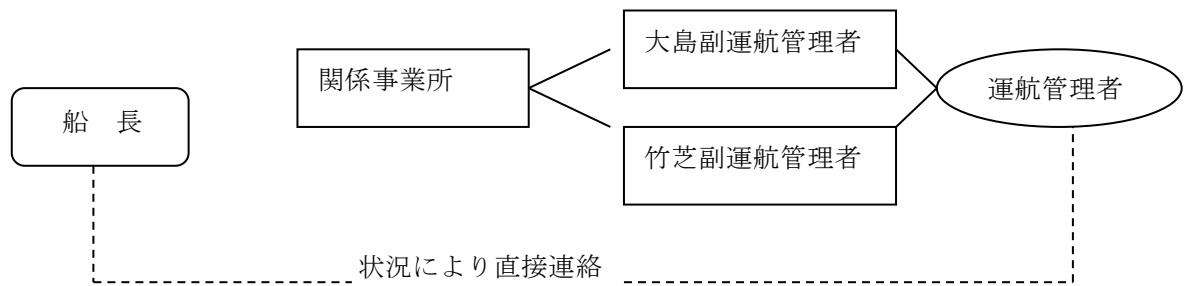 大島副運航管理者
関係事業所
運航管理者
船　長
竹芝副運航管理者
状況により直接連絡